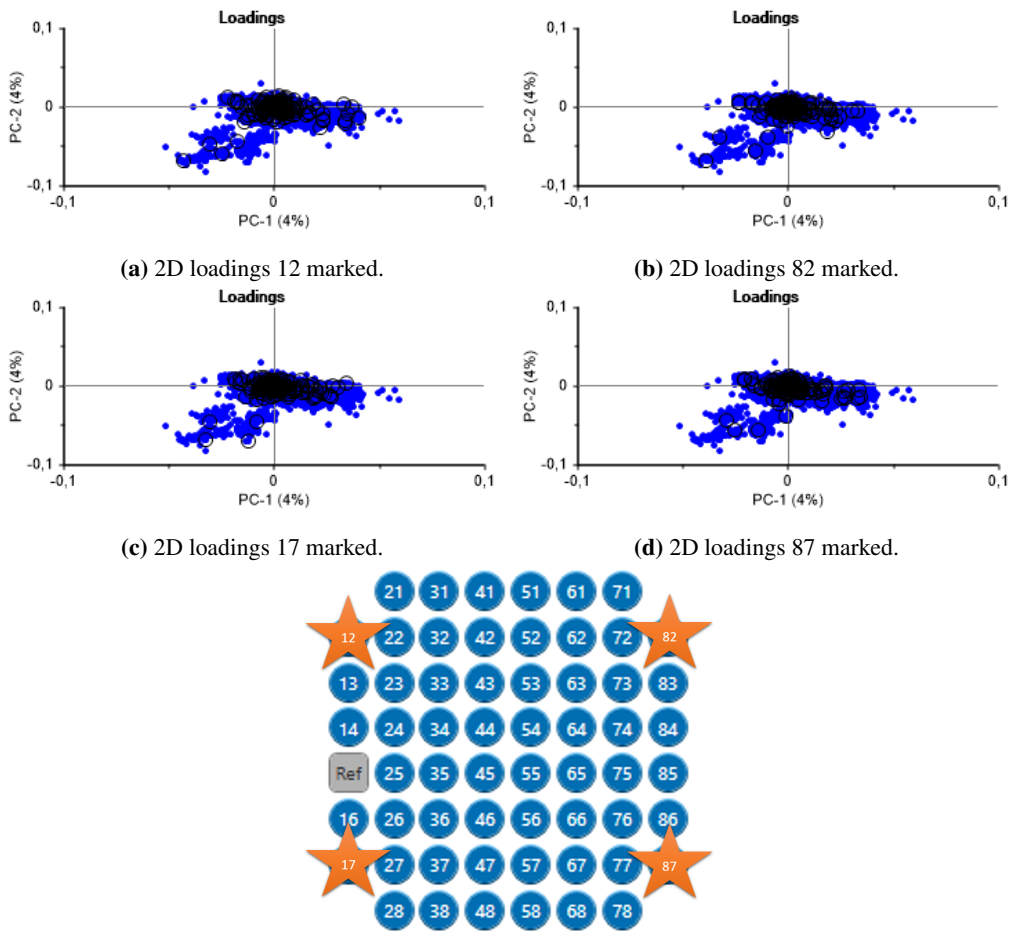 Loadings
0,1
PC-2 (4%)
0
-0,1
-0,1 0 0,1
PC-1 (4%)
(a) 2D loadings 12 marked.
Loadings
0,1
PC-2 (4%)
0
-0,1
-0,1 0 0,1
PC-1 (4%)
(b) 2D loadings 82 marked.
Loadings
0,1
PC-2 (4%)
0
-0,1
-0,1 0 0,1
PC-1 (4%)
(c) 2D loadings 17 marked.
Loadings
0,1
PC-2 (4%)
0
-0,1
-0,1 0 0,1
PC-1 (4%)
(d) 2D loadings 87 marked.
21 31 41 51 61 71
12 22 32 42 52 62 72 82
13 23 33 43 53 63 73 83
14 24 34 44 54 64 74 84
Ref 25 35 45 55 65 75 85
16 26 36 46 56 66 76 86
17 27 37 47 57 67 77 87
28 38 48 58 68 78